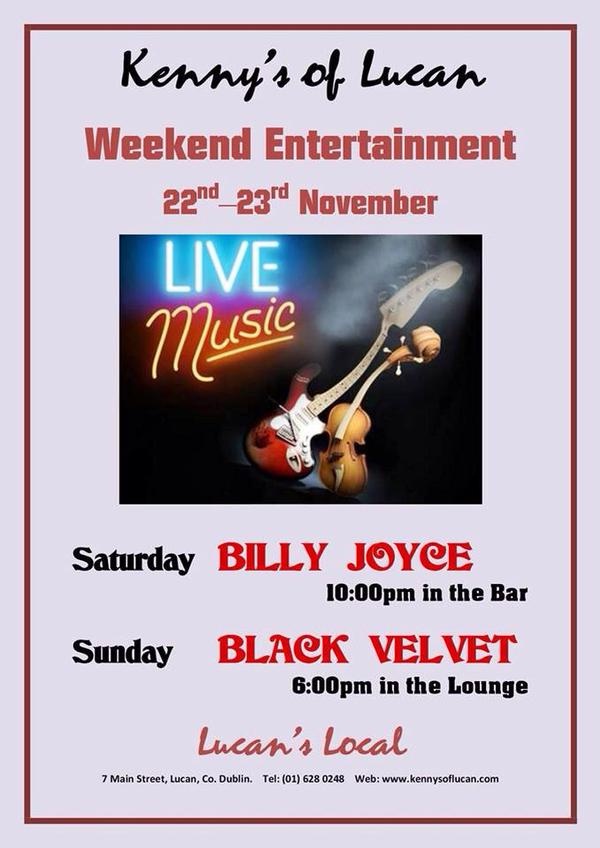 Kenny's of Lucan
Weekend Entertainment
22nd–23rd November
LIVE
Music
Saturday BILLY JOYCE
10:00pm in the Bar
Sunday BLACK VELVET
6:00pm in the Lounge
Lucan's Local
7 Main Street, Lucan, Co. Dublin. Tel: (01) 628 0248 Web: www.kennysoflucan.com